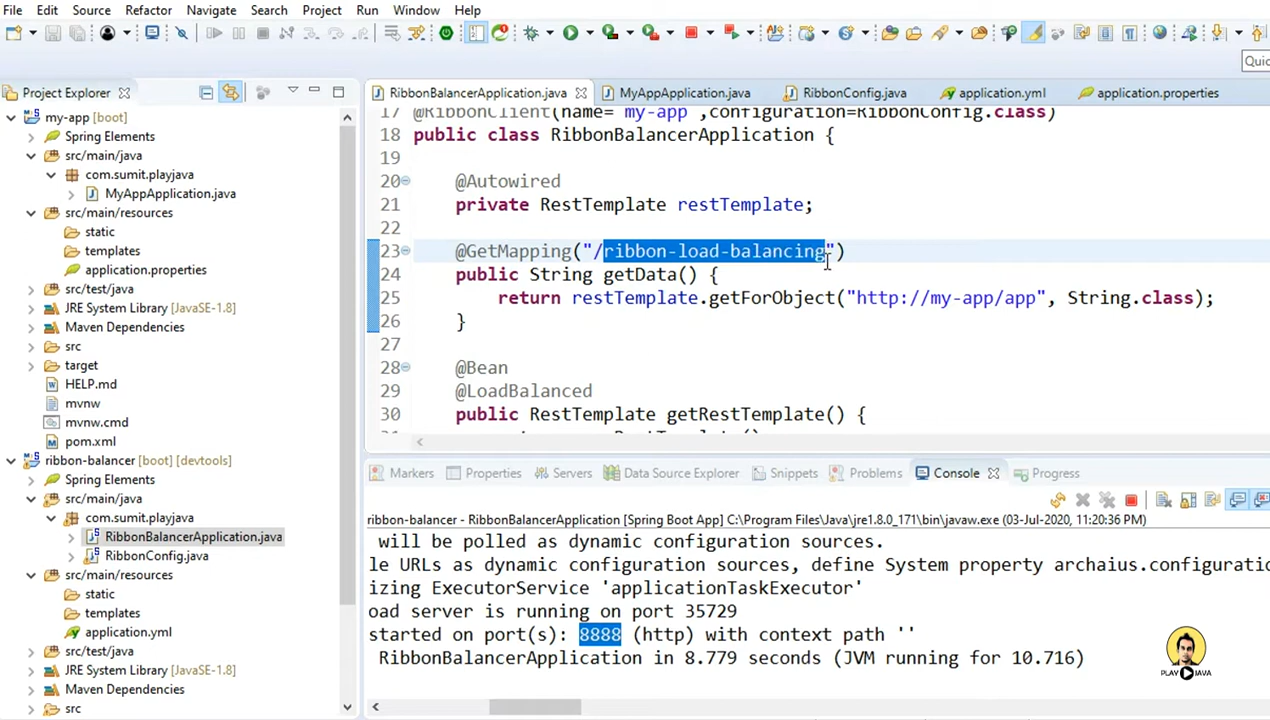 File Edit Source Refactor Navigate Search Project Run Window Help
Quic
Project Explorer
my-app [boot]
Spring Elements
src/main/java
com.sumit.playjava
MyAppApplication.java
src/main/resources
static
templates
application.properties
src/test/java
JRE System Library [JavaSE-1.8]
Maven Dependencies
src
target
HELP.md
mvnw
mvnw.cmd
pom.xml
ribbon-balancer [boot] [devtools]
Spring Elements
src/main/java
com.sumit.playjava
RibbonBalancerApplication.java
RibbonConfig.java
src/main/resources
static
templates
application.yml
src/test/java
JRE System Library [JavaSE-1.8]
Maven Dependencies
src
RibbonBalancerApplication.java MyAppApplication.java RibbonConfig.java application.yml application.properties
17 @RibbonClient(name="my-app",configuration=RibbonConfig.class)
18 public class RibbonBalancerApplication {
19
20 @Autowired
21 private RestTemplate restTemplate;
22
23 @GetMapping("/ribbon-load-balancing")
24 public String getData() {
25 return restTemplate.getForObject("http://my-app/app", String.class);
26 }
27
28 @Bean
29 @LoadBalanced
30 public RestTemplate getRestTemplate() {
Markers Properties Servers Data Source Explorer Snippets Problems Console Progress
ribbon-balancer - RibbonBalancerApplication [Spring Boot App] C:\Program Files\Java\jre1.8.0_171\bin\javaw.exe (03-Jul-2020, 11:20:36 PM)
will be polled as dynamic configuration sources.
le URLs as dynamic configuration sources, define System property archaius.configuratio
izing ExecutorService 'applicationTaskExecutor'
oad server is running on port 35729
started on port(s): 8888 (http) with context path ''
RibbonBalancerApplication in 8.779 seconds (JVM running for 10.716)
PLAY JAVA